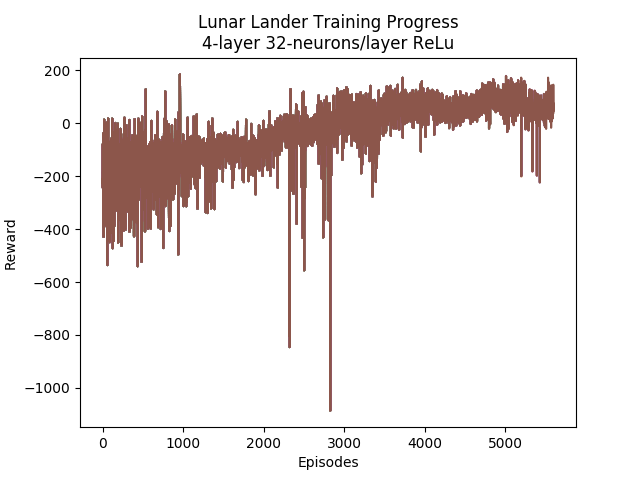 Lunar Lander Training Progress
4-layer 32-neurons/layer ReLu
200
0
−200
−400
−600
−800
−1000
Reward
0 1000 2000 3000 4000 5000
Episodes